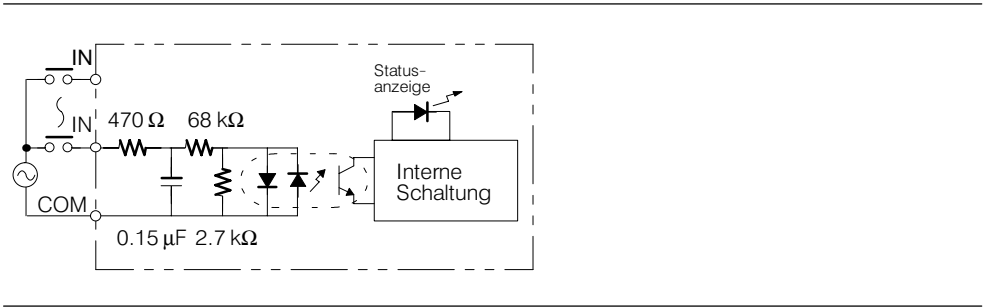 IN
Status-
anzeige
IN
470 Ω 68 kΩ
Interne
Schaltung
COM
0.15 µF 2.7 kΩ